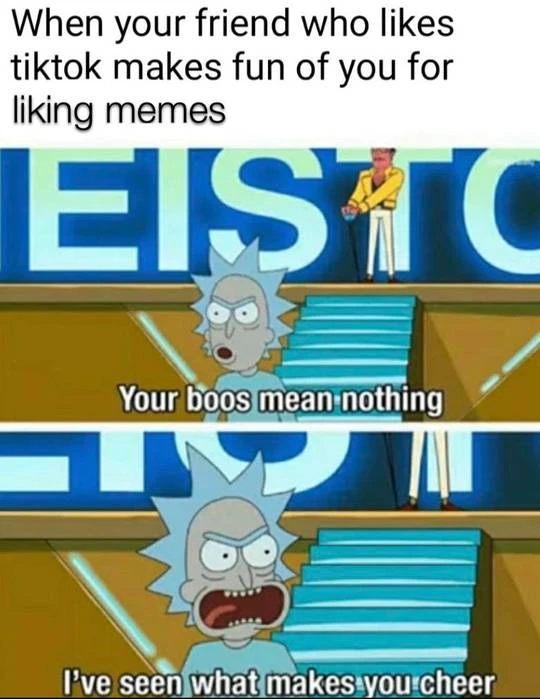 When your friend who likes
tiktok makes fun of you for
liking memes
EISTC
Your boos mean nothing
I've seen what makes you cheer